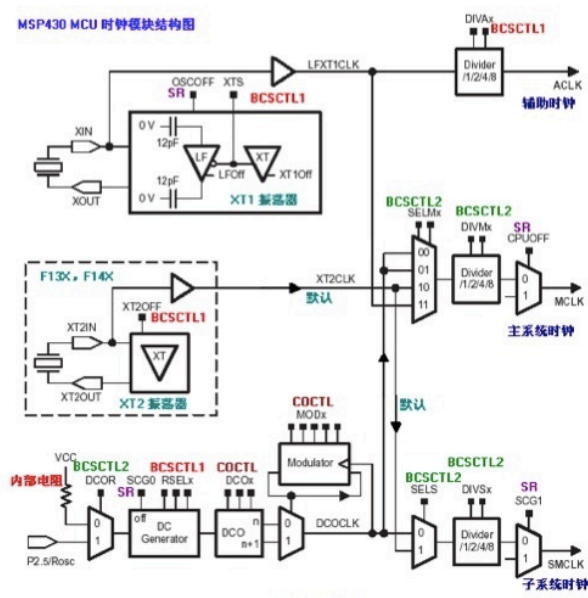 MSP430 MCU 时钟模块结构图
DIVAx
BCSCTL1
LFXT1CLK
Divider
/1/2/4/8
ACLK
辅助时钟
OSCOFF
SR
XTS
BCSCTL1
XIN
0 V
12pF
LF
XT
LFOff
XT1Off
12pF
0 V
XOUT
XT1 振荡器
BCSCTL2
SELMx
BCSCTL2
DIVMx
SR
CPUOFF
00
01
10
11
Divider
/1/2/4/8
0
1
MCLK
主系统时钟
F13X, F14X
XT2CLK
默认
XT2OFF
BCSCTL1
XT2IN
XT
XT2OUT
XT2 振荡器
默认
COCTL
MODx
Modulator
VCC
内部电阻
BCSCTL2
DCOR
SR
SCG0
BCSCTL1
RSELx
COCTL
DCOx
0
1
off
DC
Generator
DCO
n
n+1
0
1
DCOCLK
P2.5/Rosc
BCSCTL2
SELS
BCSCTL2
DIVSx
SR
SCG1
0
1
Divider
/1/2/4/8
0
1
SMCLK
子系统时钟